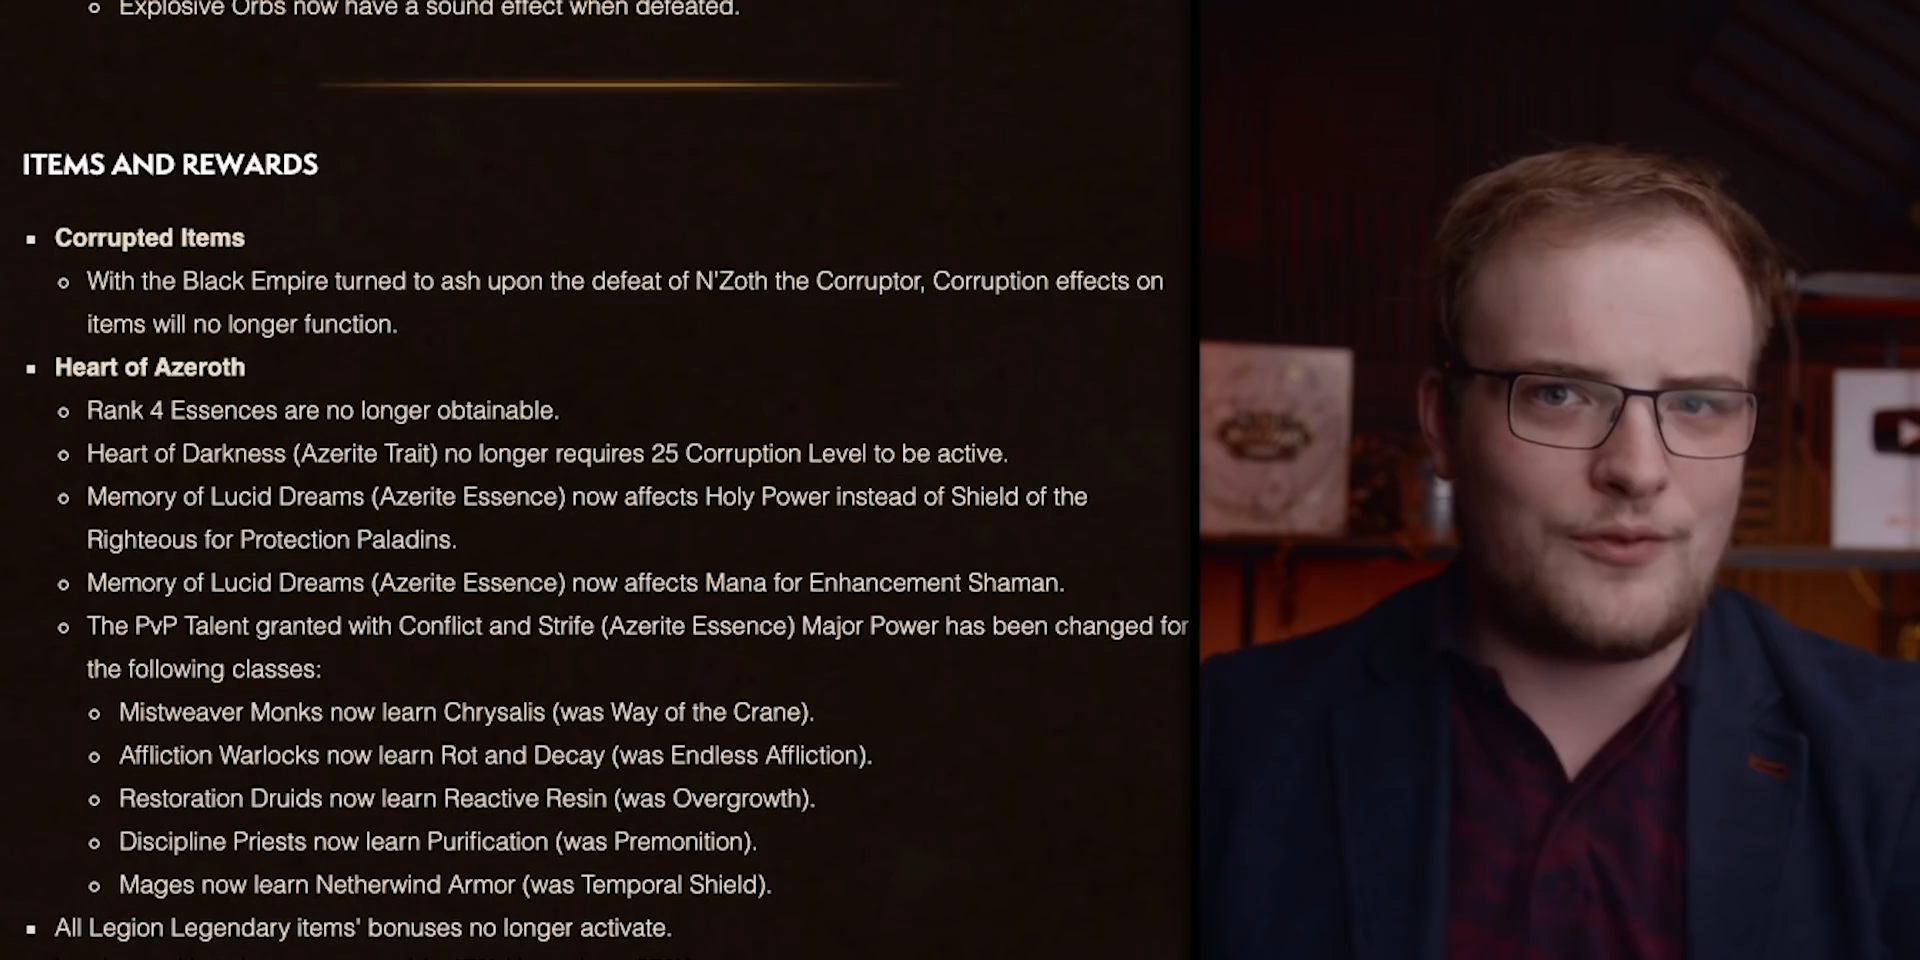 Explosive Orbs now have a sound effect when defeated.
ITEMS AND REWARDS
Corrupted Items
With the Black Empire turned to ash upon the defeat of N'Zoth the Corruptor, Corruption effects on
items will no longer function.
Heart of Azeroth
Rank 4 Essences are no longer obtainable.
Heart of Darkness (Azerite Trait) no longer requires 25 Corruption Level to be active.
Memory of Lucid Dreams (Azerite Essence) now affects Holy Power instead of Shield of the
Righteous for Protection Paladins.
Memory of Lucid Dreams (Azerite Essence) now affects Mana for Enhancement Shaman.
The PvP Talent granted with Conflict and Strife (Azerite Essence) Major Power has been changed for
the following classes:
Mistweaver Monks now learn Chrysalis (was Way of the Crane).
Affliction Warlocks now learn Rot and Decay (was Endless Affliction).
Restoration Druids now learn Reactive Resin (was Overgrowth).
Discipline Priests now learn Purification (was Premonition).
Mages now learn Netherwind Armor (was Temporal Shield).
All Legion Legendary items' bonuses no longer activate.